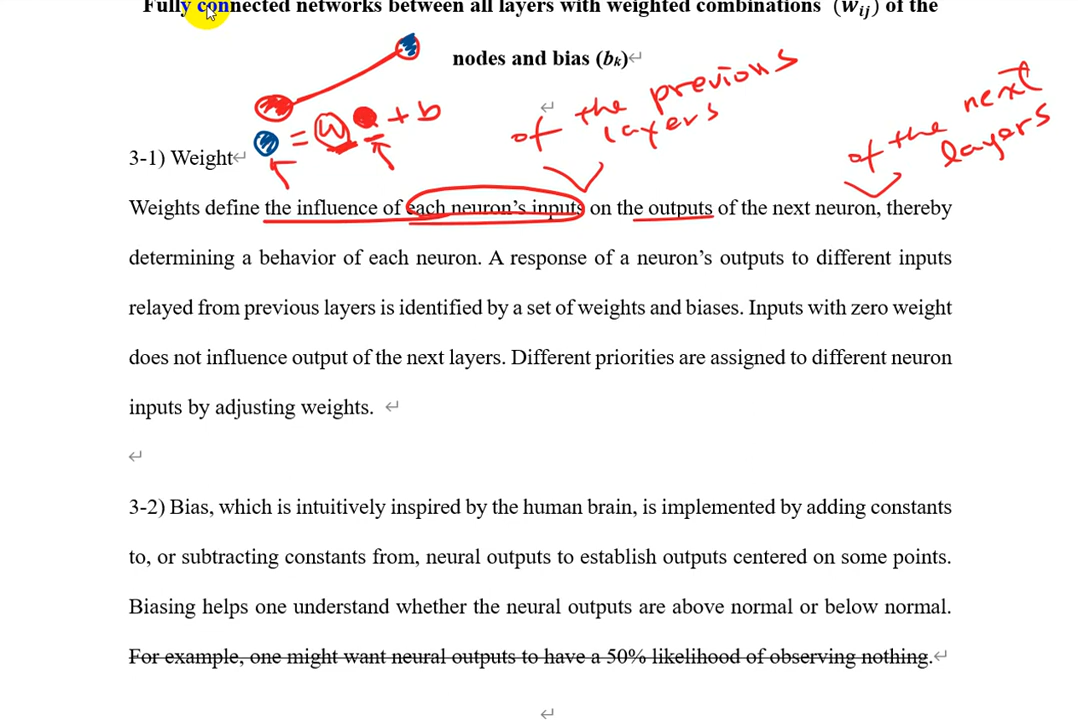 Fully connected networks between all layers with weighted combinations (w_ij) of the
nodes and bias (b_k)↵
↵
= W + b
of the previous
layers
of the next
layers
3-1) Weight↵
Weights define the influence of each neuron's inputs on the outputs of the next neuron, thereby
determining a behavior of each neuron. A response of a neuron's outputs to different inputs
relayed from previous layers is identified by a set of weights and biases. Inputs with zero weight
does not influence output of the next layers. Different priorities are assigned to different neuron
inputs by adjusting weights. ↵
↵
3-2) Bias, which is intuitively inspired by the human brain, is implemented by adding constants
to, or subtracting constants from, neural outputs to establish outputs centered on some points.
Biasing helps one understand whether the neural outputs are above normal or below normal.
For example, one might want neural outputs to have a 50% likelihood of observing nothing.↵
↵